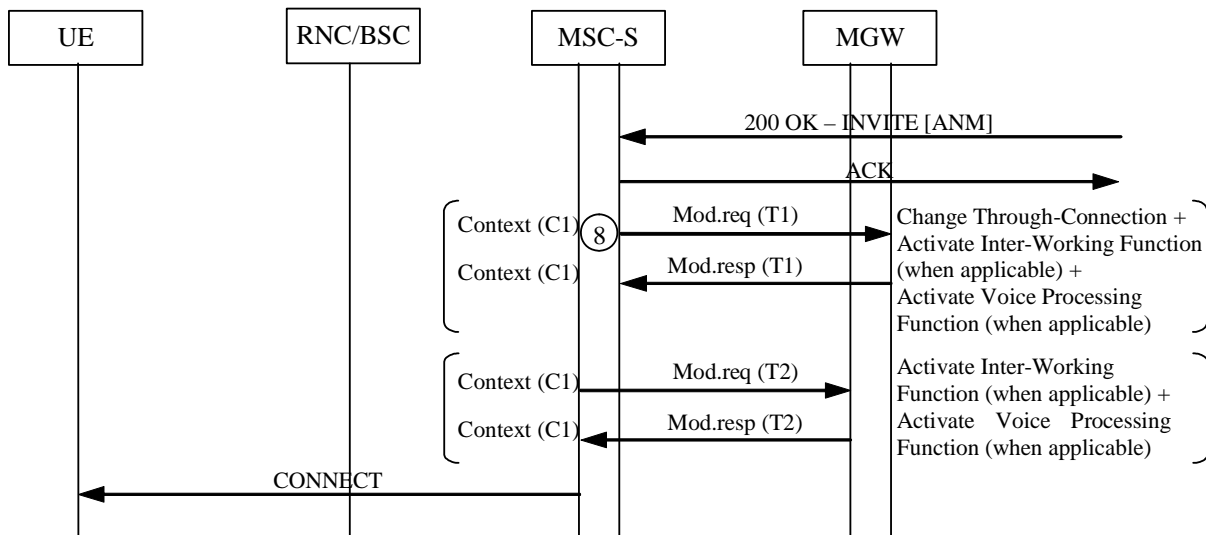 UE
RNC/BSC
MSC-S
MGW
200 OK – INVITE [ANM]
ACK
Context (C1)
8
Mod.req (T1)
Change Through-Connection +
Activate Inter-Working Function
(when applicable) +
Activate Voice Processing
Function (when applicable)
Context (C1)
Mod.resp (T1)
Context (C1)
Mod.req (T2)
Activate Inter-Working
Function (when applicable) +
Activate Voice Processing
Function (when applicable)
Context (C1)
Mod.resp (T2)
CONNECT